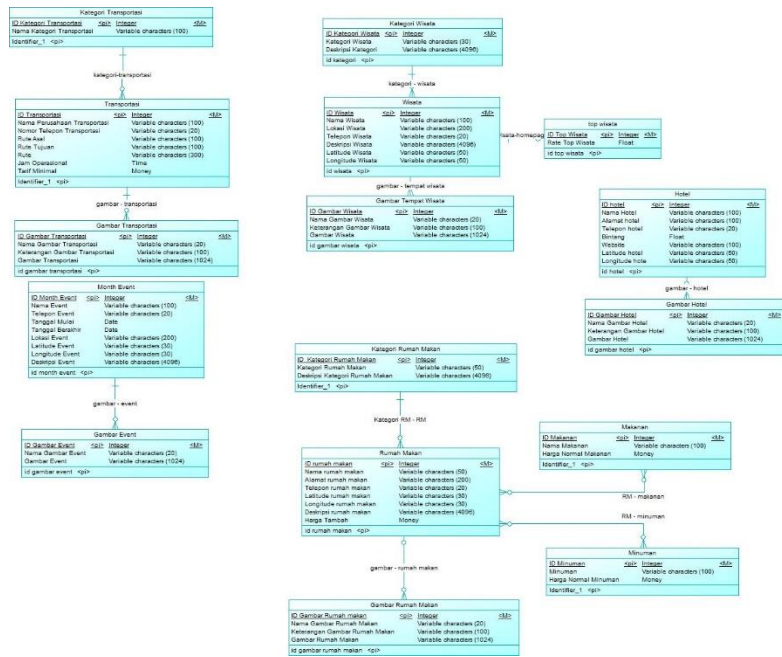 Kategori Transportasi
ID Kategori Transportasi <pi> Integer <M>
Nama Kategori Transportasi Variable characters (100)
Identifier_1 <pi>
kategori-transportasi
Transportasi
ID Transportasi <pi> Integer <M>
Nama Perusahaan Transportasi Variable characters (100)
Nomor Telepon Transportasi Variable characters (20)
Rute Asal Variable characters (100)
Rute Tujuan Variable characters (100)
Rute Variable characters (300)
Jam Operasional Time
Tarif Minimal Money
Identifier_1 <pi>
gambar - transportasi
Gambar Transportasi
ID Gambar Transportasi <pi> Integer <M>
Nama Gambar Transportasi Variable characters (20)
Keterangan Gambar Transportasi Variable characters (100)
Gambar Transportasi Variable characters (1024)
id gambar transportasi <pi>
Month Event
ID Month Event <pi> Integer <M>
Nama Event Variable characters (100)
Telepon Event Variable characters (20)
Tanggal Mulai Date
Tanggal Berakhir Date
Lokasi Event Variable characters (200)
Latitude Event Variable characters (30)
Longitude Event Variable characters (30)
Deskripsi Event Variable characters (4096)
id month event <pi>
gambar - event
Gambar Event
ID Gambar Event <pi> Integer <M>
Nama Gambar Event Variable characters (20)
Gambar Event Variable characters (1024)
id gambar event <pi>
Kategori Wisata
ID Kategori Wisata <pi> Integer <M>
Kategori Wisata Variable characters (30)
Deskripsi Kategori Variable characters (4096)
id kategori <pi>
kategori - wisata
Wisata
ID Wisata <pi> Integer <M>
Nama Wisata Variable characters (100)
Lokasi Wisata Variable characters (200)
Telepon Wisata Variable characters (20)
Deskripsi Wisata Variable characters (4096)
Latitude Wisata Variable characters (50)
Longitude Wisata Variable characters (50)
id wisata <pi>
isata-homepag
top wisata
ID Top Wisata <pi> Integer <M>
Rate Top Wisata Float
id top wisata <pi>
gambar - tempat wisata
Gambar Tempat Wisata
ID Gambar Wisata <pi> Integer <M>
Nama Gambar Wisata Variable characters (20)
Keterangan Gambar Wisata Variable characters (100)
Gambar Wisata Variable characters (1024)
id gambar wisata <pi>
Hotel
ID hotel <pi> Integer <M>
Nama Hotel Variable characters (100)
Alamat hotel Variable characters (100)
Telepon hotel Variable characters (20)
Bintang Float
Website Variable characters (100)
Latitude hotel Variable characters (50)
Longitude hote Variable characters (50)
id hotel <pi>
gambar - hotel
Gambar Hotel
ID Gambar Hotel <pi> Integer <M>
Nama Gambar Hotel Variable characters (20)
Keterangan Gambar Hotel Variable characters (100)
Gambar Hotel Variable characters (1024)
id gambar hotel <pi>
Kategori Rumah Makan
ID_Kategori Rumah Makan <pi> Integer <M>
Kategori Rumah Makan Variable characters (50)
Deskripsi Kategori Rumah Makan Variable characters (4096)
Identifier_1 <pi>
Kategori RM - RM
Rumah Makan
ID rumah makan <pi> Integer <M>
Nama rumah makan Variable characters (50)
Alamat rumah makan Variable characters (200)
Telepon rumah makan Variable characters (20)
Latitude rumah makan Variable characters (30)
Longitude rumah makan Variable characters (30)
Deskripsi rumah makan Variable characters (4096)
Harga Tambah Money
id rumah makan <pi>
Makanan
ID Makanan <pi> Integer <M>
Nama Makanan Variable characters (100)
Harga Normal Makanan Money
Identifier_1 <pi>
RM - makanan
RM - minuman
Minuman
ID Minuman <pi> Integer <M>
Minuman Variable characters (100)
Harga Normal Minuman Money
Identifier_1 <pi>
gambar - rumah makan
Gambar Rumah Makan
ID Gambar Rumah makan <pi> Integer <M>
Nama Gambar Rumah Makan Variable characters (20)
Keterangan Gambar Rumah Makan Variable characters (100)
Gambar Rumah Makan Variable characters (1024)
id gambar rumah makan <pi>